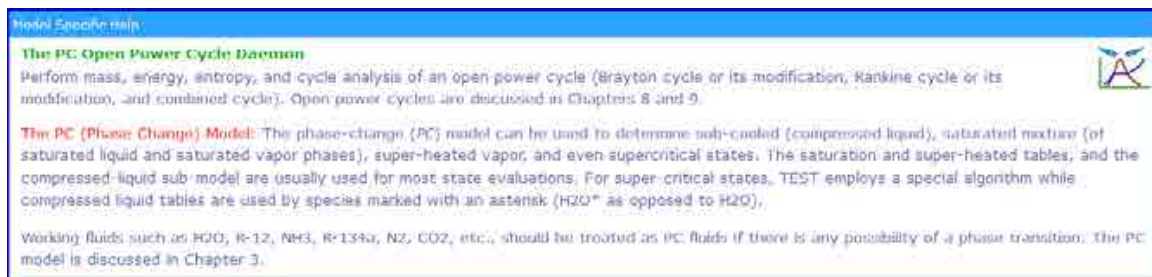 Model Specific Help
The PC Open Power Cycle Daemon
Perform mass, energy, entropy, and cycle analysis of an open power cycle (Brayton cycle or its modification, Rankine cycle or its
modification, and combined cycle). Open power cycles are discussed in Chapters 8 and 9.
The PC (Phase Change) Model: The phase-change (PC) model can be used to determine sub-cooled (compressed liquid), saturated mixture (of
saturated liquid and saturated vapor phases), super-heated vapor, and even supercritical states. The saturation and super-heated tables, and the
compressed-liquid sub-model are usually used for most state evaluations. For super-critical states, TEST employs a special algorithm while
compressed liquid tables are used by species marked with an asterisk (H2O* as opposed to H2O).
Working fluids such as H2O, R-12, NH3, R-134a, N2, CO2, etc., should be treated as PC fluids if there is any possibility of a phase transition. The PC
model is discussed in Chapter 3.